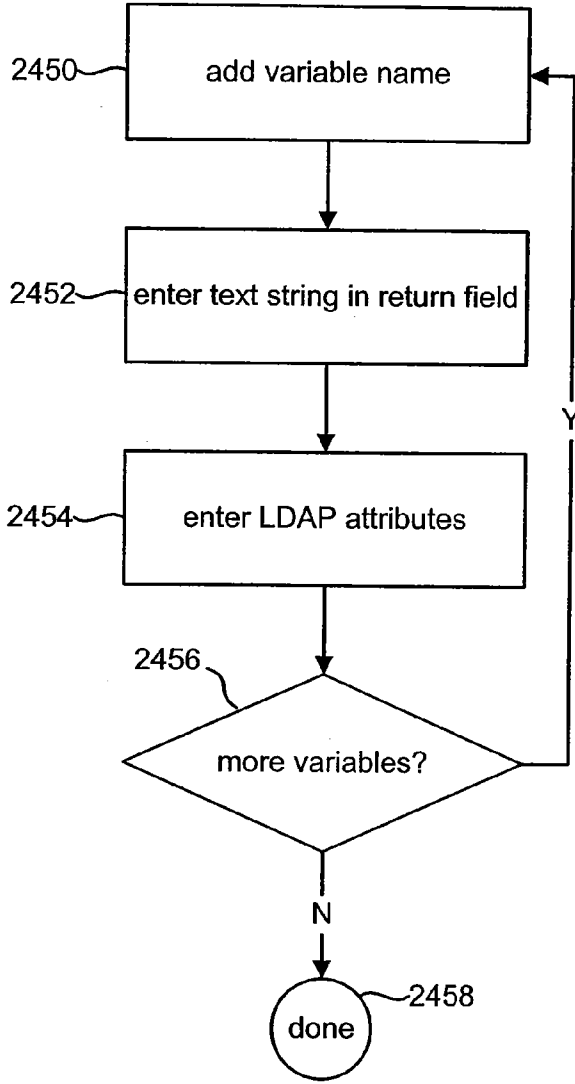 2450
add variable name
2452
enter text string in return field
Y
2454
enter LDAP attributes
2456
more variables?
N
2458
done